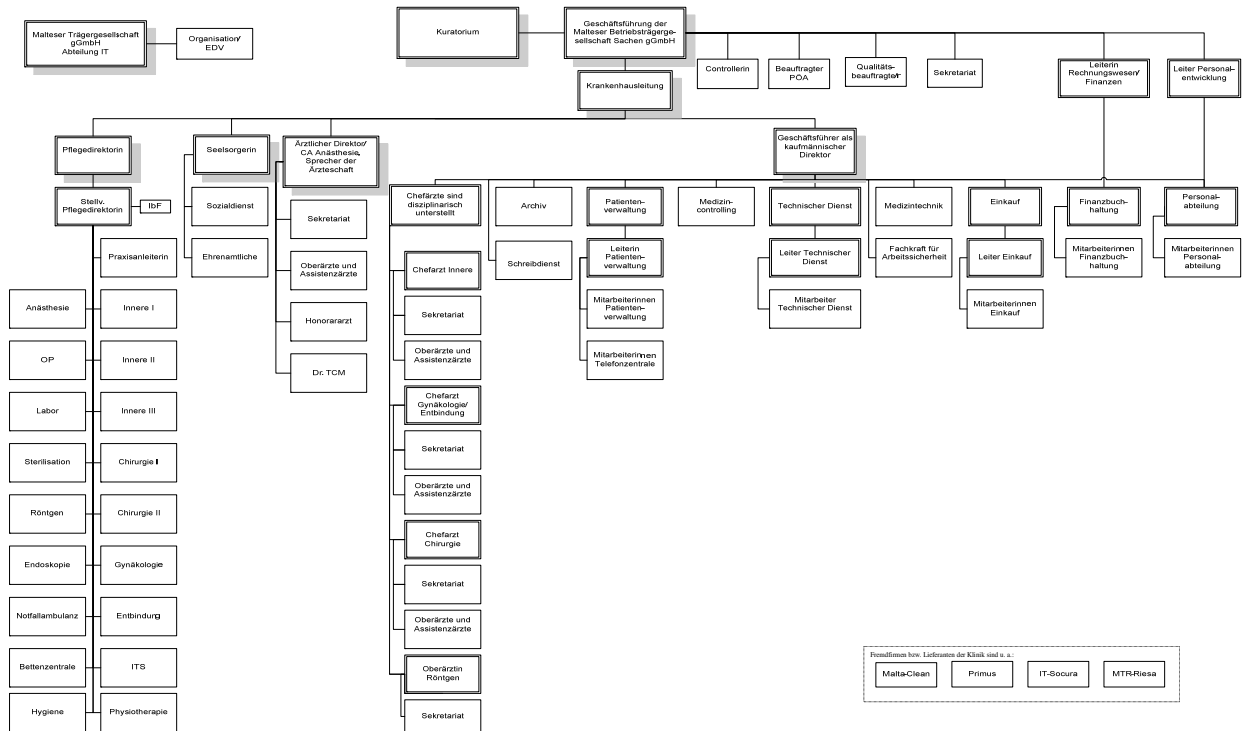 Malteser Trägergesellschaft
gGmbH
Abteilung IT
Organisation/
EDV
Kuratorium
Geschäftsführung der
Malteser Betriebsträgerge-
sellschaft Sachen gGmbH
Controllerin
Beauftragter
PÖA
Qualitäts-
beauftragte/r
Sekretariat
Leiterin
Rechnungswesen/
Finanzen
Leiter Personal-
entwicklung
Krankenhausleitung
Pflegedirektorin
Seelsorgerin
Ärztlicher Direktor/
CA Anästhesie,
Sprecher der
Ärzteschaft
Geschäftsführer als
kaufmännischer
Direktor
Stellv.
Pflegedirektorin
IbF
Sozialdienst
Sekretariat
Chefärzte sind
disziplinarisch
unterstellt
Archiv
Patienten-
verwaltung
Medizin-
controlling
Technischer Dienst
Medizintechnik
Einkauf
Finanzbuch-
haltung
Personal-
abteilung
Praxisanleiterin
Ehrenamtliche
Oberärzte und
Assistenzärzte
Chefarzt Innere
Schreibdienst
Leiterin
Patienten-
verwaltung
Leiter Technischer
Dienst
Fachkraft für
Arbeitssicherheit
Leiter Einkauf
Mitarbeiterinnen
Finanzbuch-
haltung
Mitarbeiterinnen
Personal-
abteilung
Anästhesie
Innere I
Honorararzt
Sekretariat
Mitarbeiterinnen
Patienten-
verwaltung
Mitarbeiter
Technischer Dienst
Mitarbeiterinnen
Einkauf
OP
Innere II
Dr. TCM
Oberärzte und
Assistenzärzte
Mitarbeiterinnen
Telefonzentrale
Labor
Innere III
Chefarzt
Gynäkologie/
Entbindung
Sterilisation
Chirurgie I
Sekretariat
Röntgen
Chirurgie II
Oberärzte und
Assistenzärzte
Endoskopie
Gynäkologie
Chefarzt
Chirurgie
Sekretariat
Notfallambulanz
Entbindung
Oberärzte und
Assistenzärzte
Bettenzentrale
ITS
Oberärztin
Röntgen
Hygiene
Physiotherapie
Sekretariat
Fremdfirmen bzw. Lieferanten der Klinik sind u. a.:
Malta-Clean
Primus
IT-Socura
MTR-Riesa